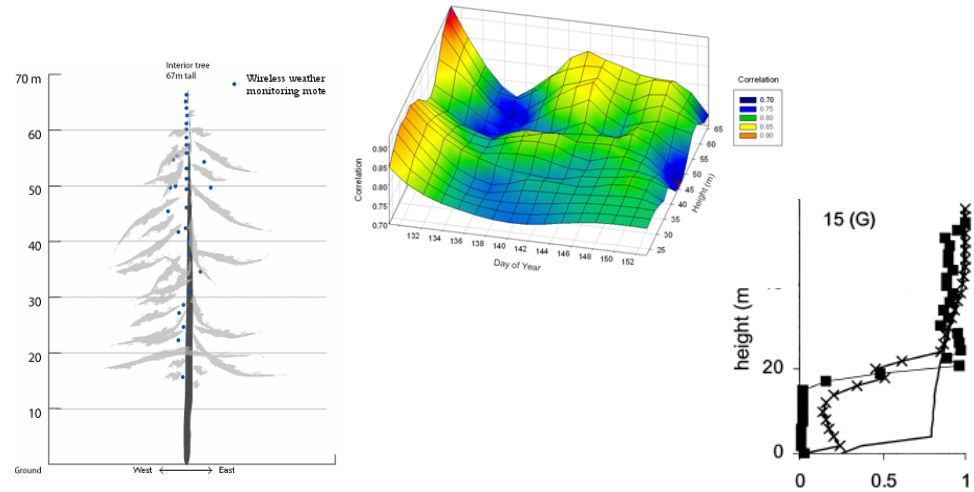 Interior tree
67m tall
Wireless weather
monitoring mote
70 m
60
50
40
30
20
10
Ground
West
East
Correlation
0.90
0.85
0.80
0.75
0.70
132 134 136 138 140 142 144 146 148 150 152
Day of Year
25
30
35
40
45
50
55
60
65
Height (m)
Correlation
0.70
0.75
0.80
0.85
0.90
15 (G)
height (m
20
0
0 0.5 1